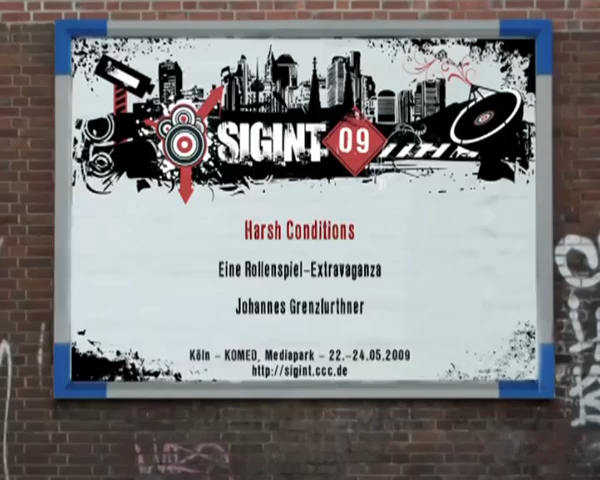 SIGINT 09
Harsh Conditions
Eine Rollenspiel-Extravaganza
Johannes Grenzlurthner
Köln - KOMED, Mediapark - 22.-24.05.2009
http://sigint.ccc.de